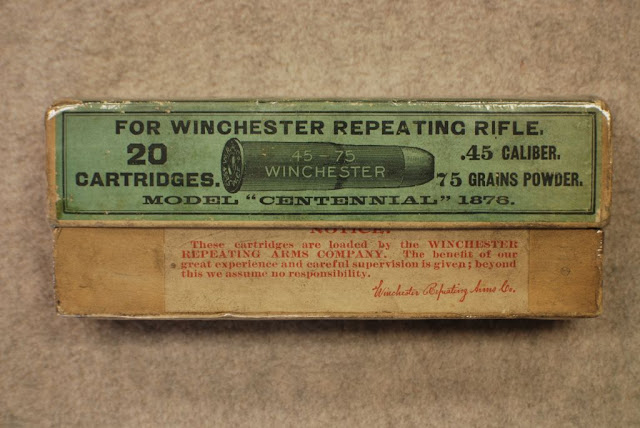 FOR WINCHESTER REPEATING RIFLE.
20
CARTRIDGES.
.45-75
WINCHESTER
.45 CALIBER.
75 GRAINS POWDER.
MODEL "CENTENNIAL" 1876.
NOTICE.
These cartridges are loaded by the WINCHESTER
REPEATING ARMS COMPANY. The benefit of our
great experience and careful supervision is given; beyond
this we assume no responsibility.
Winchester Repeating Arms Co.